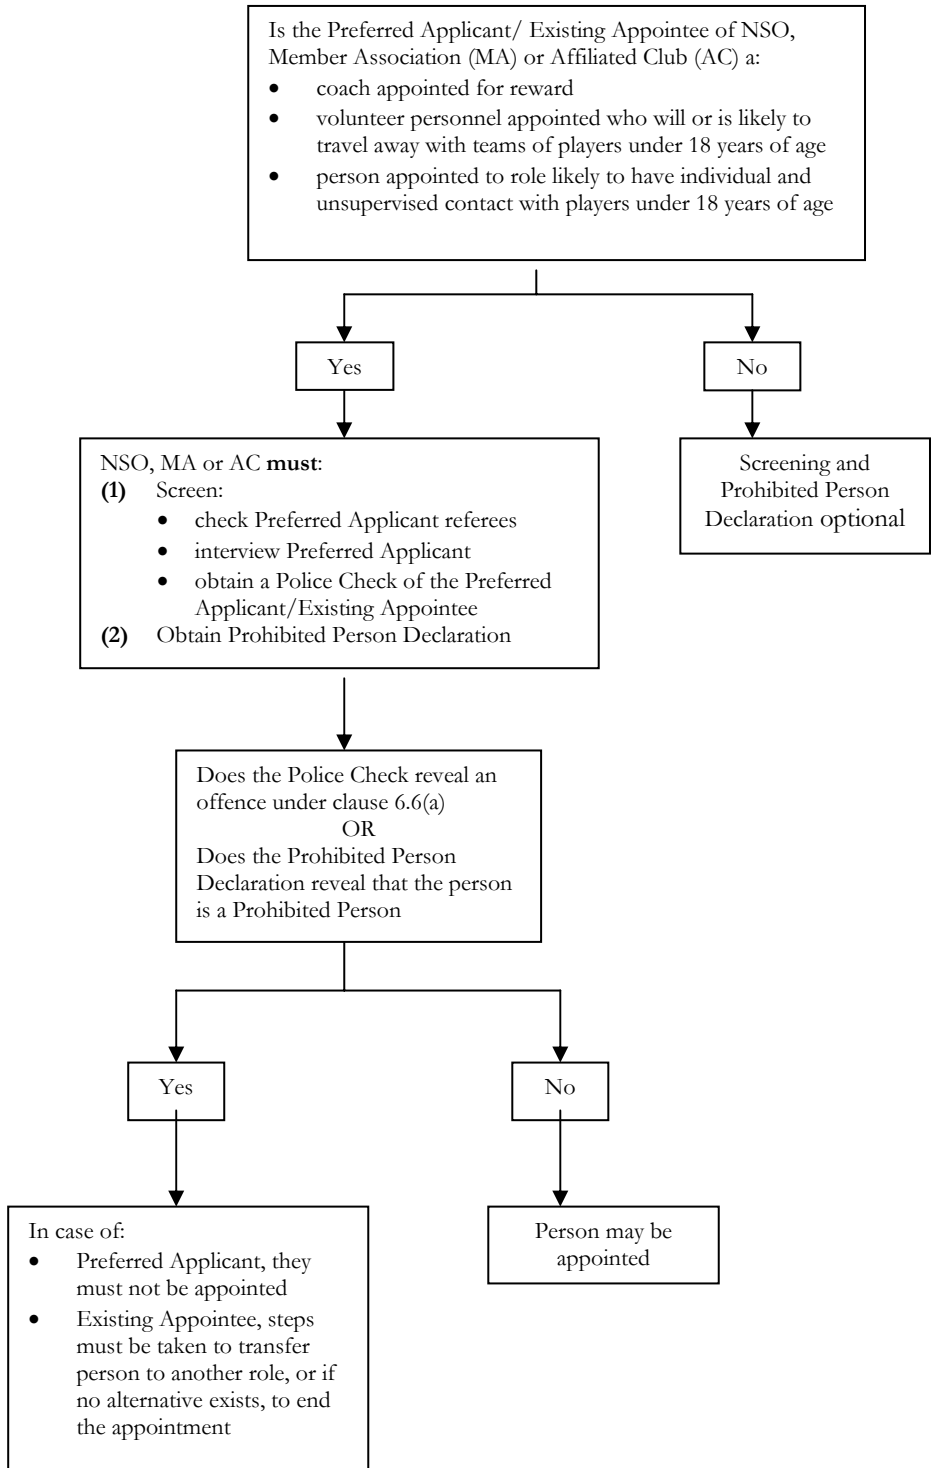 Is the Preferred Applicant/ Existing Appointee of NSO,
Member Association (MA) or Affiliated Club (AC) a:
• coach appointed for reward
• volunteer personnel appointed who will or is likely to
travel away with teams of players under 18 years of age
• person appointed to role likely to have individual and
unsupervised contact with players under 18 years of age
Yes
No
NSO, MA or AC must:
(1) Screen:
• check Preferred Applicant referees
• interview Preferred Applicant
• obtain a Police Check of the Preferred
Applicant/Existing Appointee
(2) Obtain Prohibited Person Declaration
Screening and
Prohibited Person
Declaration optional
Does the Police Check reveal an
offence under clause 6.6(a)
OR
Does the Prohibited Person
Declaration reveal that the person
is a Prohibited Person
Yes
No
In case of:
• Preferred Applicant, they
must not be appointed
• Existing Appointee, steps
must be taken to transfer
person to another role, or if
no alternative exists, to end
the appointment
Person may be
appointed